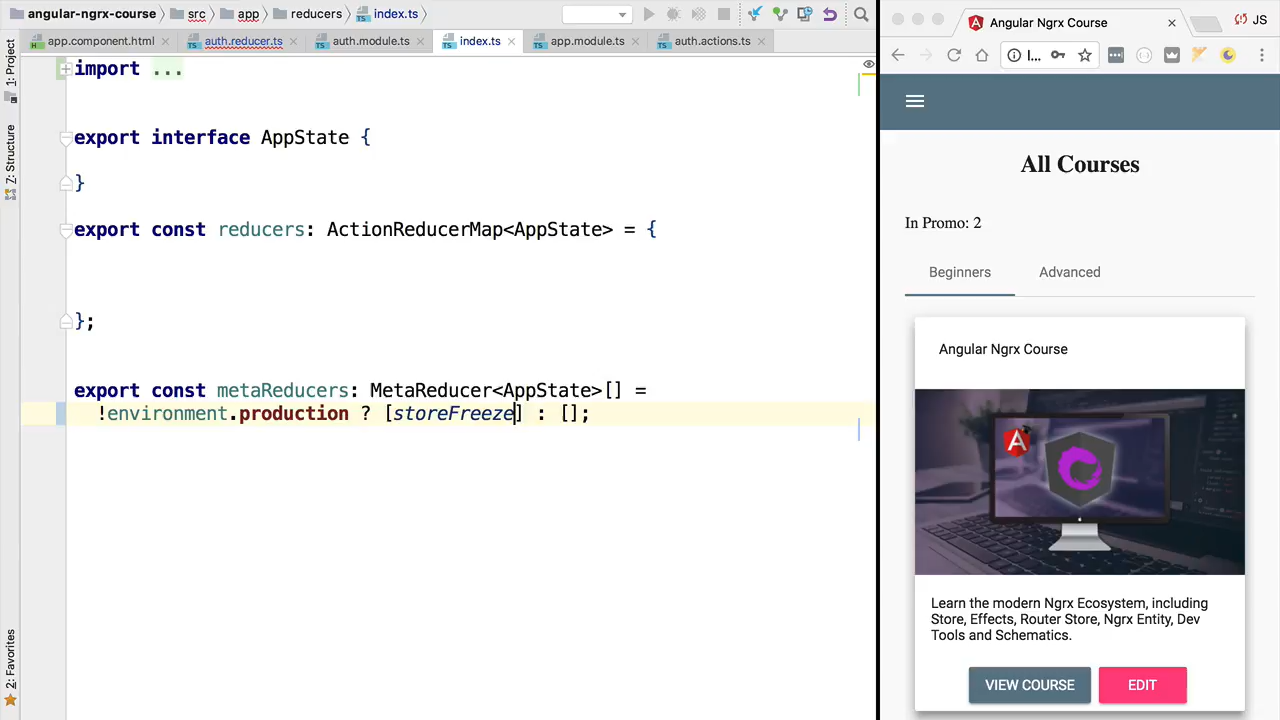 angular-ngrx-course
src
app
reducers
index.ts
app.component.html
auth.reducer.ts
auth.module.ts
index.ts
app.module.ts
auth.actions.ts
1: Project
Z: Structure
2: Favorites
import ...
export interface AppState {
}
export const reducers: ActionReducerMap<AppState> = {
};
export const metaReducers: MetaReducer<AppState>[] =
!environment.production ? [storeFreeze] : [];
Angular Ngrx Course
JS
I...
All Courses
In Promo: 2
Beginners
Advanced
Angular Ngrx Course
Learn the modern Ngrx Ecosystem, including
Store, Effects, Router Store, Ngrx Entity, Dev
Tools and Schematics.
VIEW COURSE
EDIT